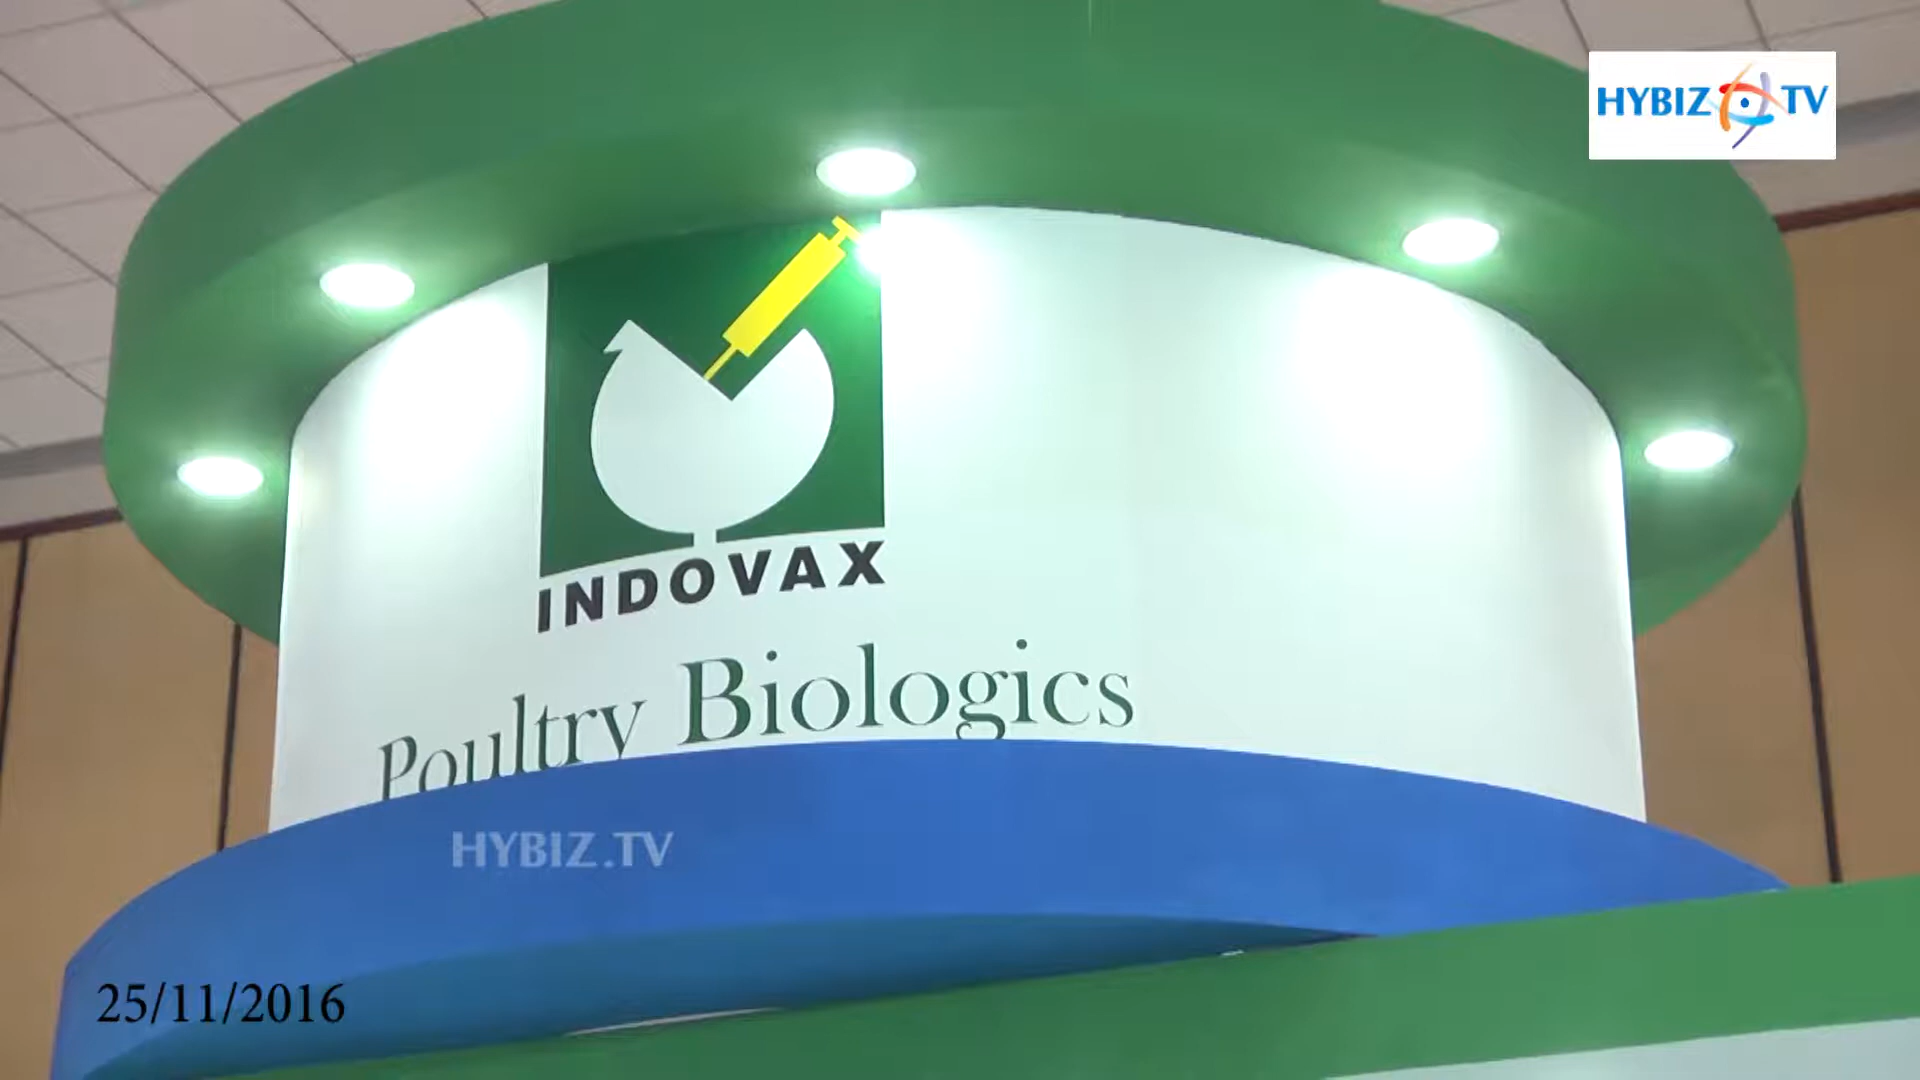 HYBIZ TV
INDOVAX
Poultry Biologics
HYBIZ.TV
25/11/2016